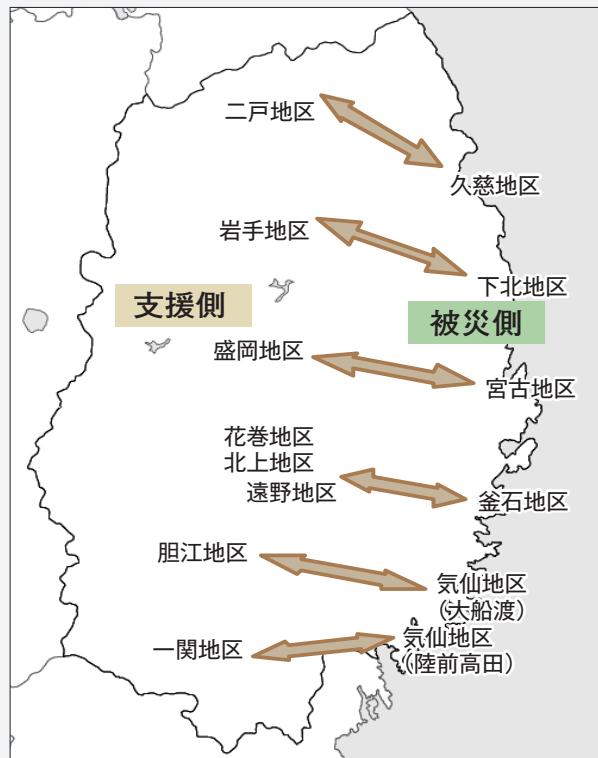 二戸地区
久慈地区
岩手地区
下北地区
支援側
被災側
盛岡地区
宮古地区
花巻地区
北上地区
遠野地区
釜石地区
胆江地区
気仙地区
(大船渡)
一関地区
気仙地区
(陸前高田)